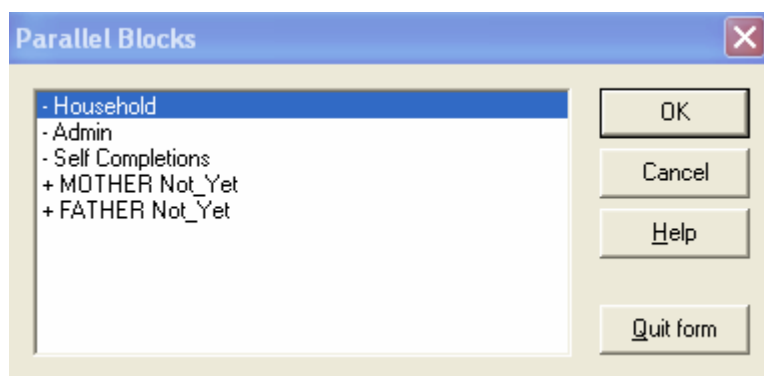 Parallel Blocks
- Household
- Admin
- Self Completions
+ MOTHER Not_Yet
+ FATHER Not_Yet
OK
Cancel
Help
Quit form